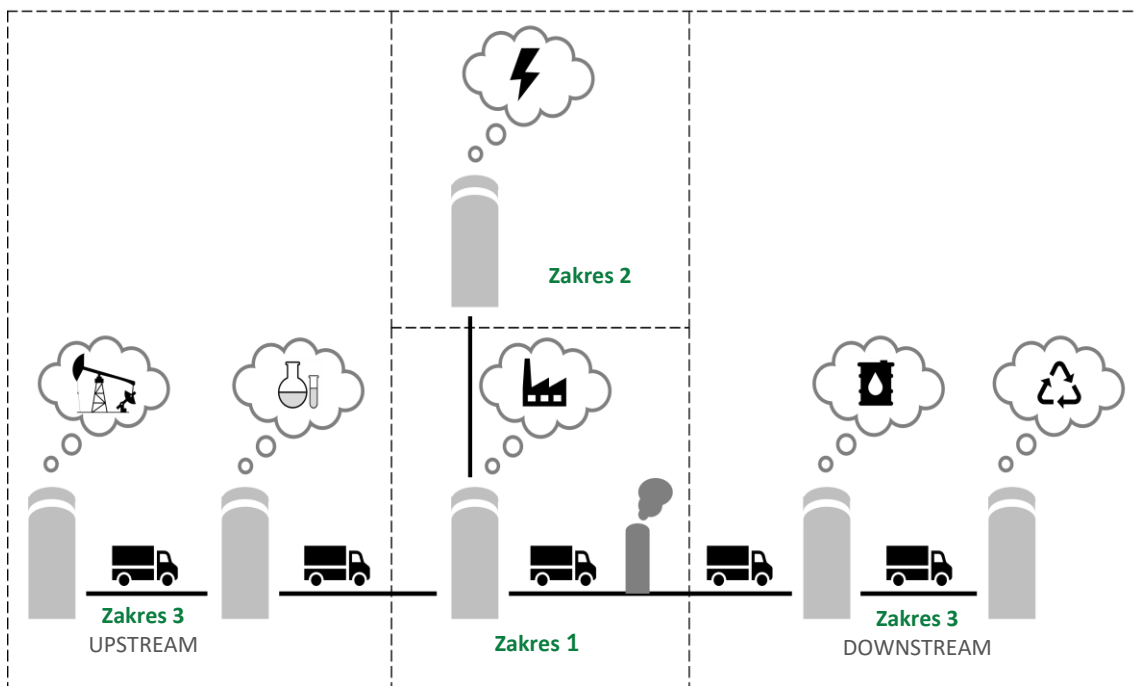 Zakres 2
Zakres 3
UPSTREAM
Zakres 1
Zakres 3
DOWNSTREAM